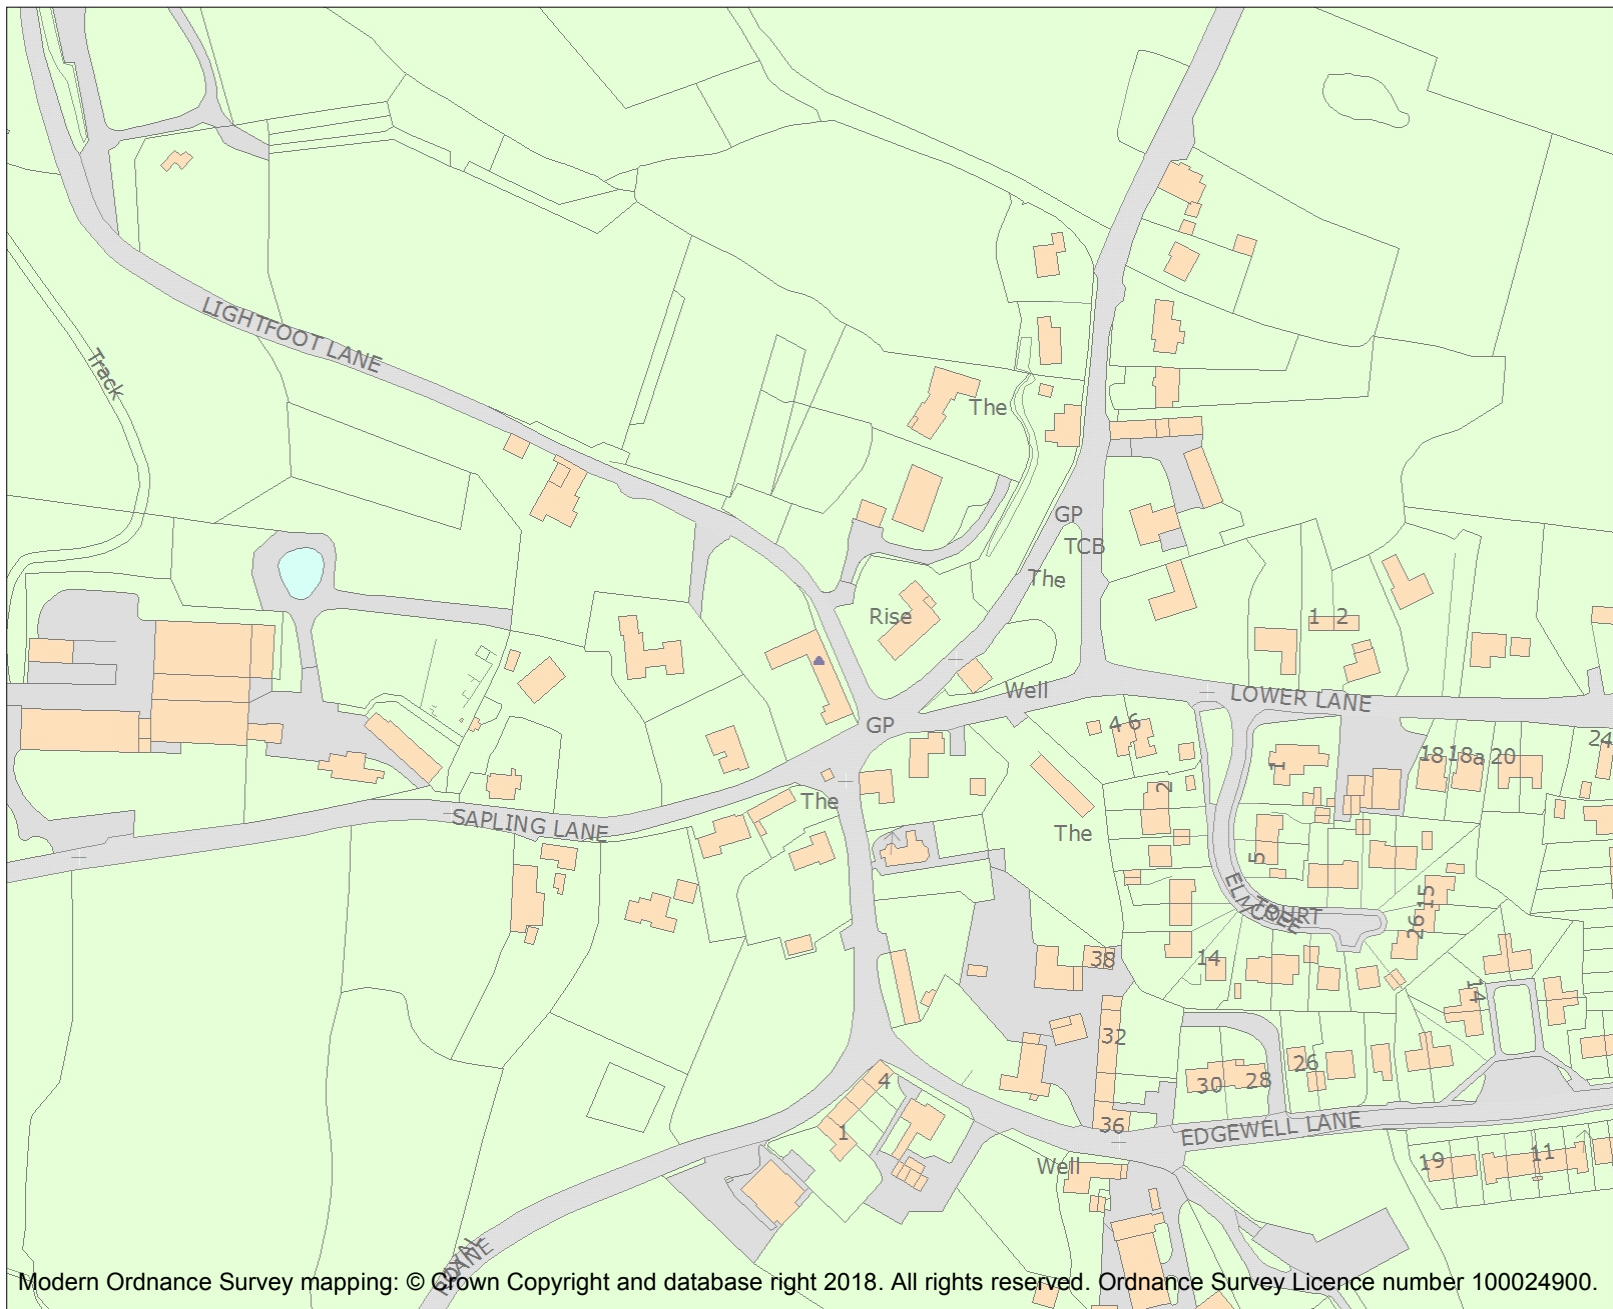 LIGHTFOOT LANE
Track
The
GP
TCB
The
Rise
1 2
Well
LOWER LANE
GP
4 6
18
18a
20
24
1
2
The
SAPLING LANE
The
5
ELM
COURT
15
26
38
14
14
32
4
26
30
28
1
36
EDGEWELL LANE
Well
19
11
LANE
Modern Ordnance Survey mapping: © Crown Copyright and database right 2018. All rights reserved. Ordnance Survey Licence number 100024900.